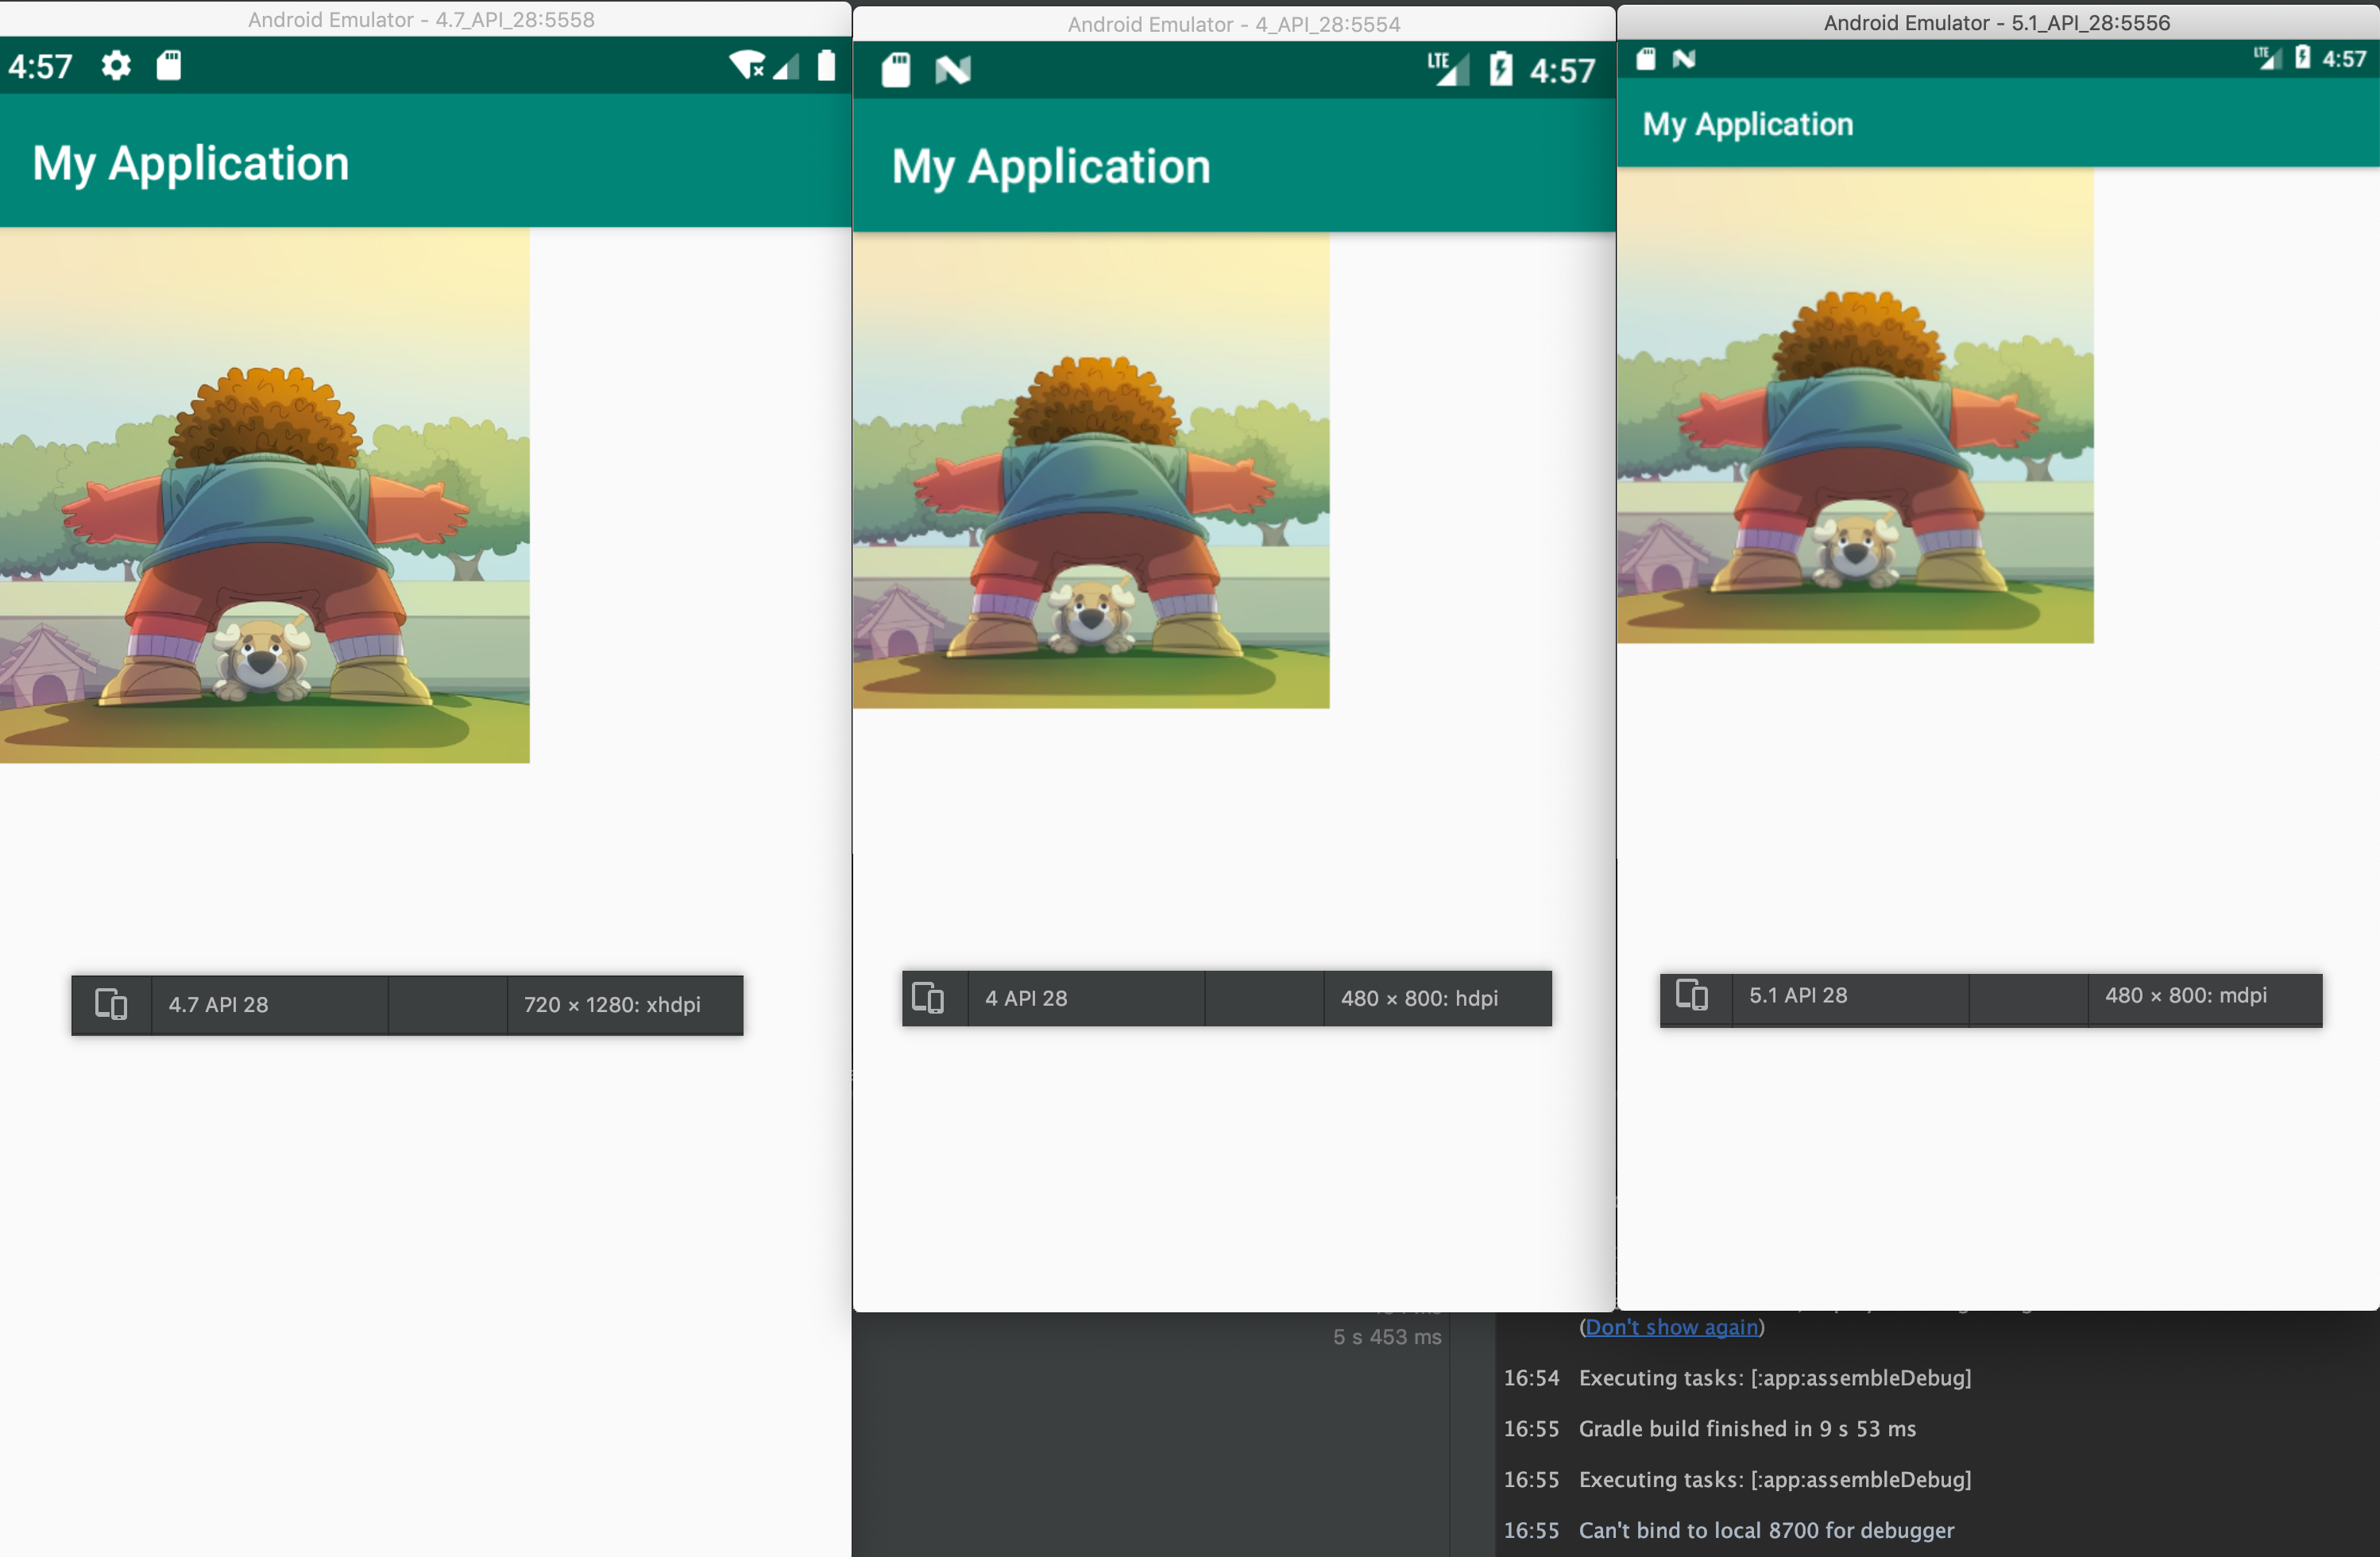 Android Emulator - 4.7_API_28:5558
4:57
My Application
4.7 API 28
720 × 1280: xhdpi
Android Emulator - 4_API_28:5554
LTE
4:57
My Application
4 API 28
480 × 800: hdpi
Android Emulator - 5.1_API_28:5556
LTE
4:57
My Application
5.1 API 28
480 × 800: mdpi
5 s 453 ms
(Don't show again)
16:54 Executing tasks: [:app:assembleDebug]
16:55 Gradle build finished in 9 s 53 ms
16:55 Executing tasks: [:app:assembleDebug]
16:55 Can't bind to local 8700 for debugger